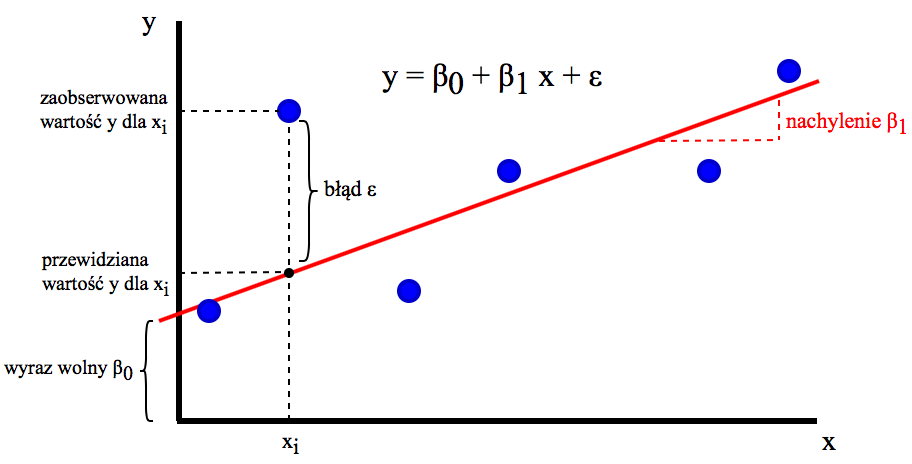 y
y = β₀ + β₁ x + ε
zaobserwowana
wartość y dla xᵢ
nachylenie β₁
błąd ε
przewidziana
wartość y dla xᵢ
wyraz wolny β₀
xᵢ
x